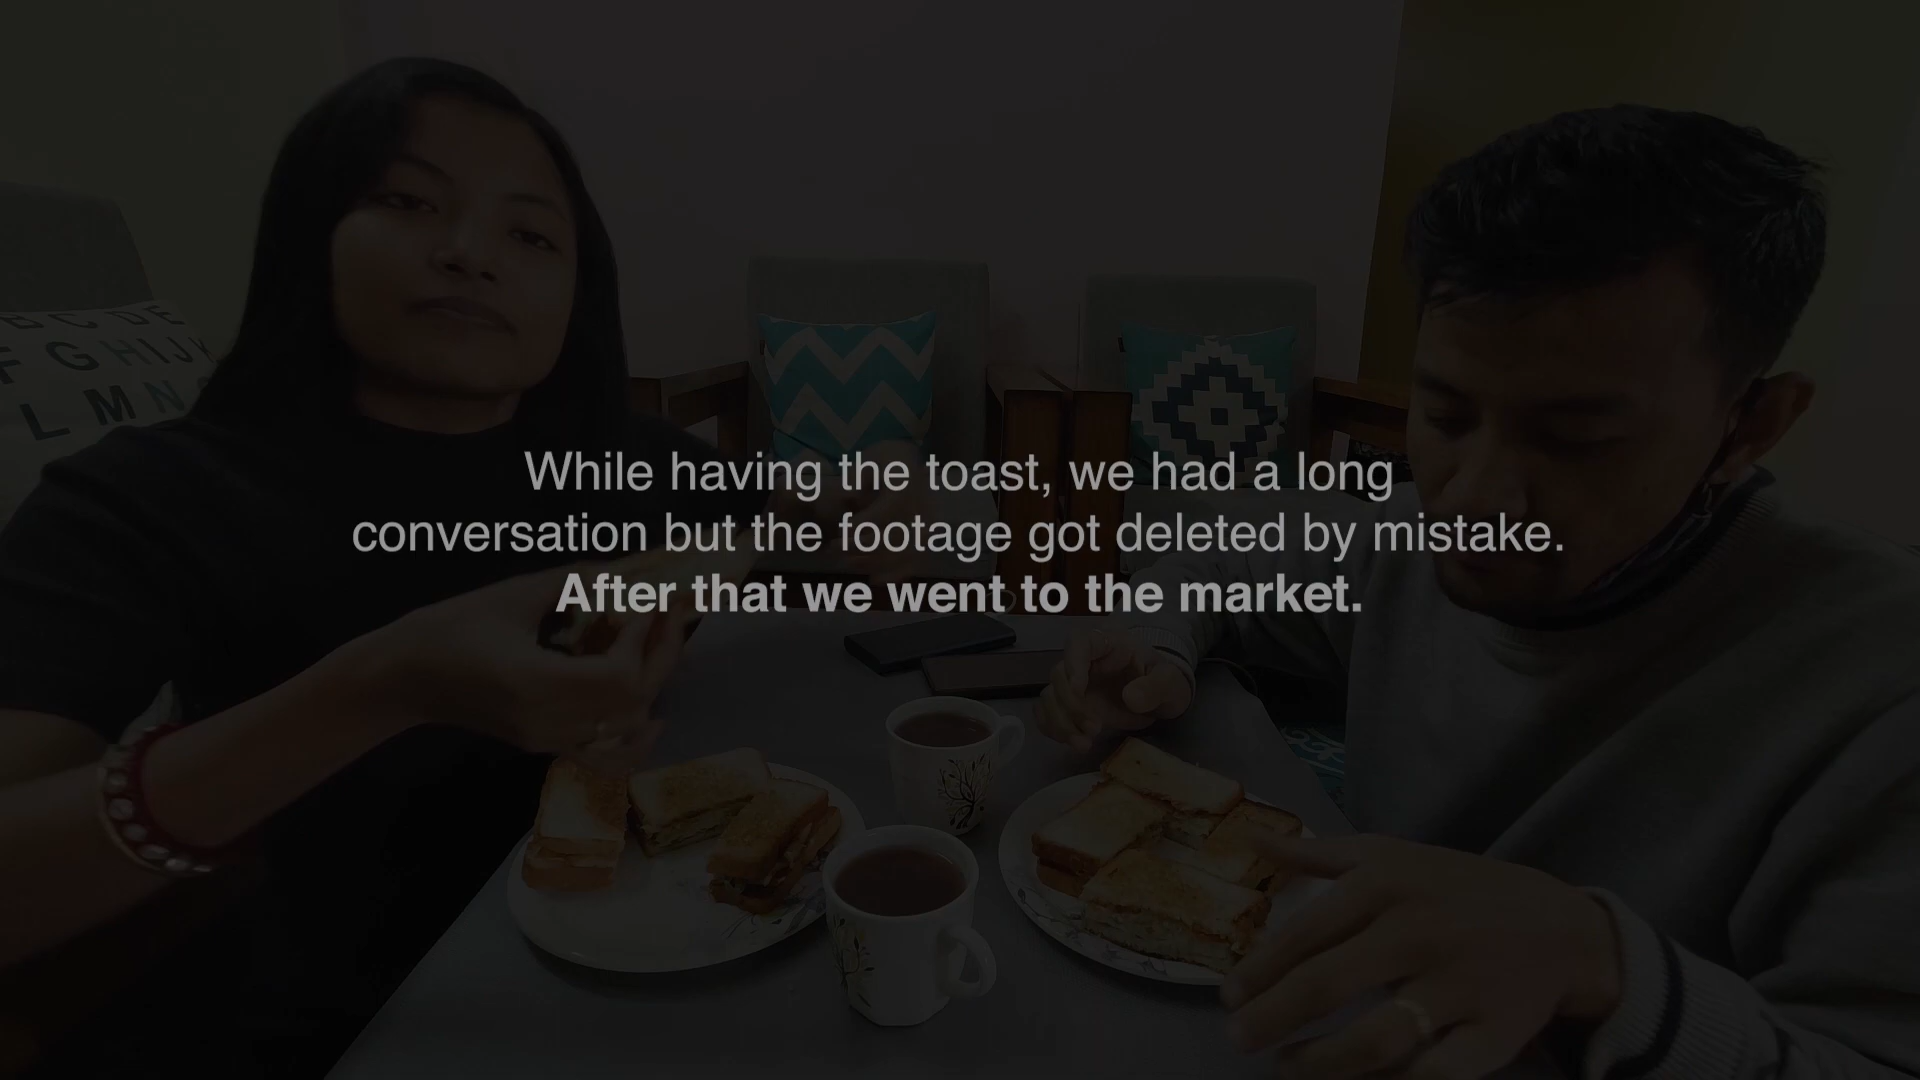 B C D E
F G H I J K
L M N
While having the toast, we had a long
conversation but the footage got deleted by mistake.
After that we went to the market.